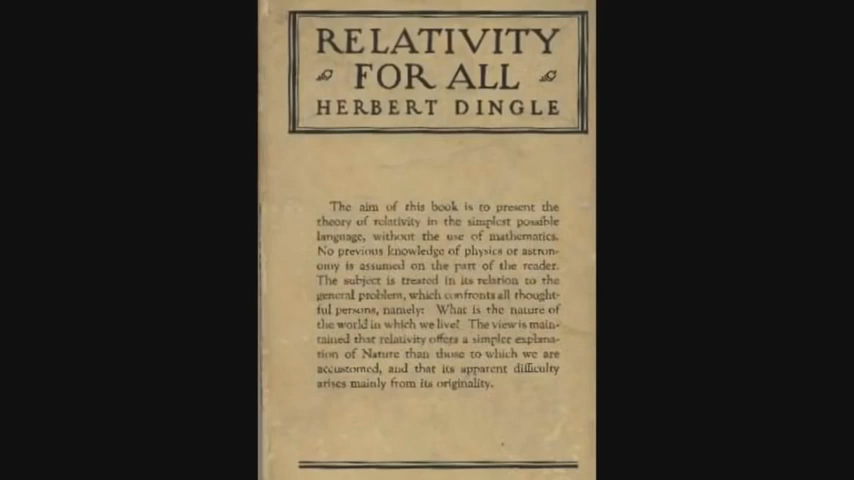 RELATIVITY
FOR ALL
HERBERT DINGLE
The aim of this book is to present the
theory of relativity in the simplest possible
language, without the use of mathematics.
No previous knowledge of physics or astron-
omy is assumed on the part of the reader.
The subject is treated in its relation to the
general problem, which confronts all thought-
ful persons, namely: What is the nature of
the world in which we live? The view is main-
tained that relativity offers a simpler explana-
tion of Nature than those to which we are
accustomed, and that its apparent difficulty
arises mainly from its originality.